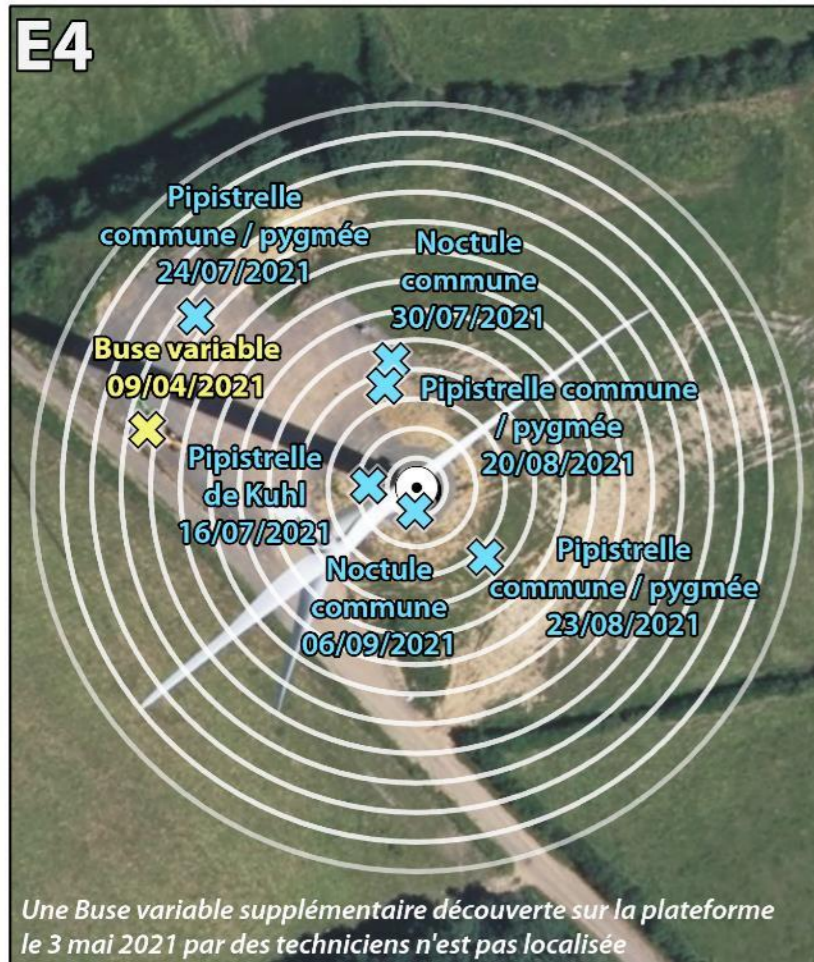 E4
Pipistrelle
commune / pygmée
24/07/2021
Noctule
commune
30/07/2021
Buse variable
09/04/2021
Pipistrelle commune
/ pygmée
20/08/2021
Pipistrelle
de Kuhl
16/07/2021
Pipistrelle
commune / pygmée
23/08/2021
Noctule
commune
06/09/2021
Une Buse variable supplémentaire découverte sur la plateforme
le 3 mai 2021 par des techniciens n'est pas localisée